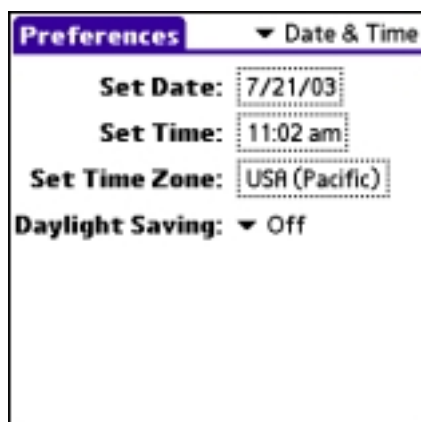 Preferences ▼ Date & Time
Set Date: 7/21/03
Set Time: 11:02 am
Set Time Zone: USA (Pacific)
Daylight Saving: ▼ Off